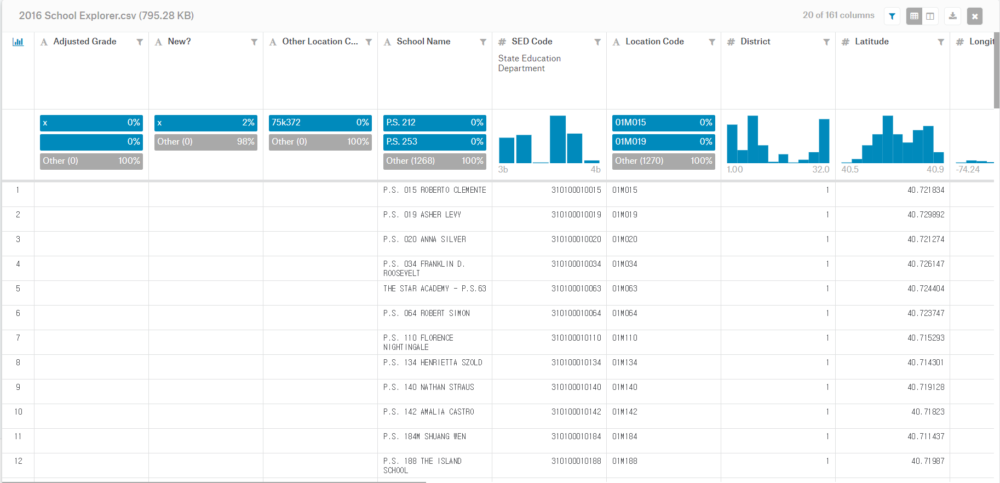 2016 School Explorer.csv (795.28 KB)
20 of 161 columns
A Adjusted Grade
A New?
A Other Location C...
A School Name
# SED Code
A Location Code
# District
# Latitude
# Longit
State Education
Department
x 0%
0%
Other (0) 100%
x 2%
Other (0) 98%
75k372 0%
Other (0) 100%
P.S. 212 0%
P.S. 253 0%
Other (1268) 100%
3b 4b
01M015 0%
01M019 0%
Other (1270) 100%
1.00 32.0
40.5 40.9
-74.24
1 P.S. 015 ROBERTO CLEMENTE 310100010015 01M015 1 40.721834
2 P.S. 019 ASHER LEVY 310100010019 01M019 1 40.729892
3 P.S. 020 ANNA SILVER 310100010020 01M020 1 40.721274
4 P.S. 034 FRANKLIN D. 310100010034 01M034 1 40.726147
ROOSEVELT
5 THE STAR ACADEMY - P.S.63 310100010063 01M063 1 40.724404
6 P.S. 064 ROBERT SIMON 310100010064 01M064 1 40.723747
7 P.S. 110 FLORENCE 310100010110 01M110 1 40.715293
NIGHTINGALE
8 P.S. 134 HENRIETTA SZOLD 310100010134 01M134 1 40.714301
9 P.S. 140 NATHAN STRAUS 310100010140 01M140 1 40.719128
10 P.S. 142 AMALIA CASTRO 310100010142 01M142 1 40.71823
11 P.S. 184M SHUANG WEN 310100010184 01M184 1 40.711437
12 P.S. 188 THE ISLAND 310100010188 01M188 1 40.71987
SCHOOL